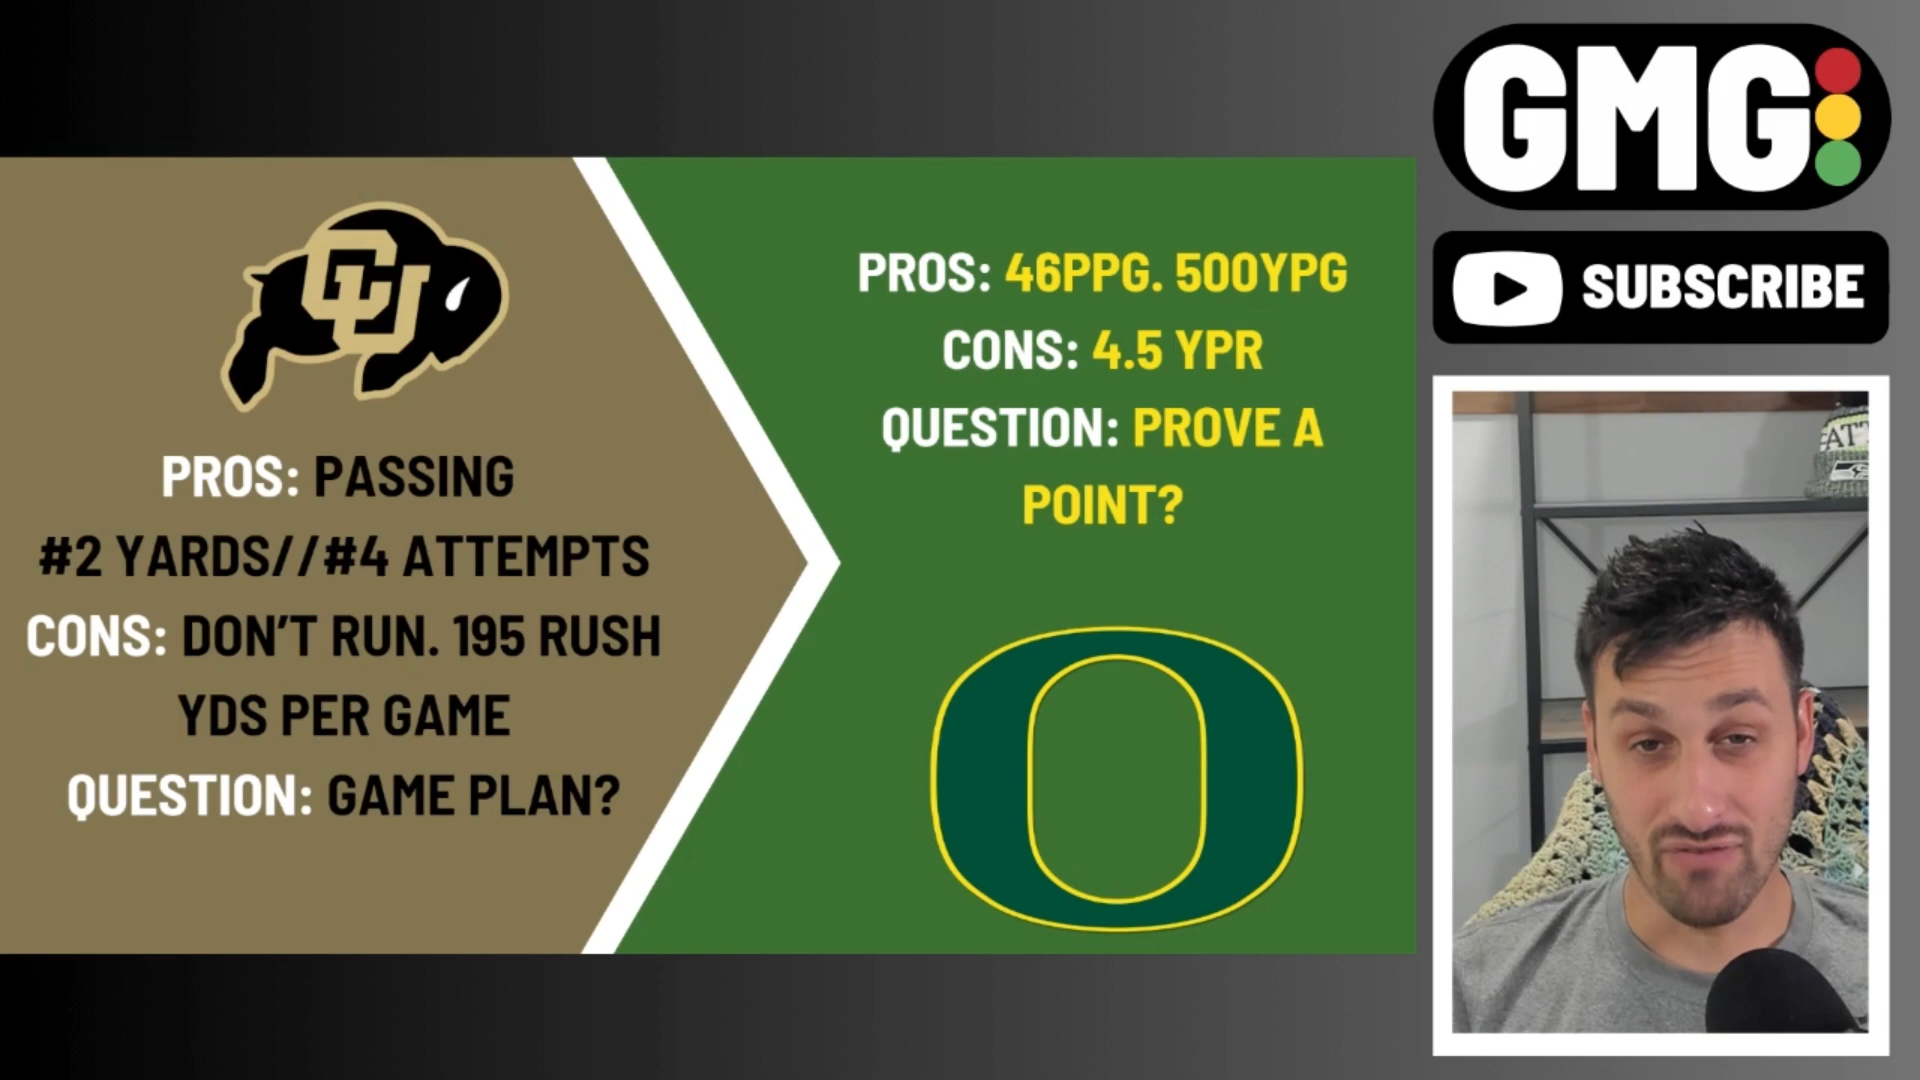 CU
PROS: PASSING
#2 YARDS//#4 ATTEMPTS
CONS: DON'T RUN. 195 RUSH
YDS PER GAME
QUESTION: GAME PLAN?
PROS: 46PPG. 500YPG
CONS: 4.5 YPR
QUESTION: PROVE A
POINT?
O
GMG
SUBSCRIBE